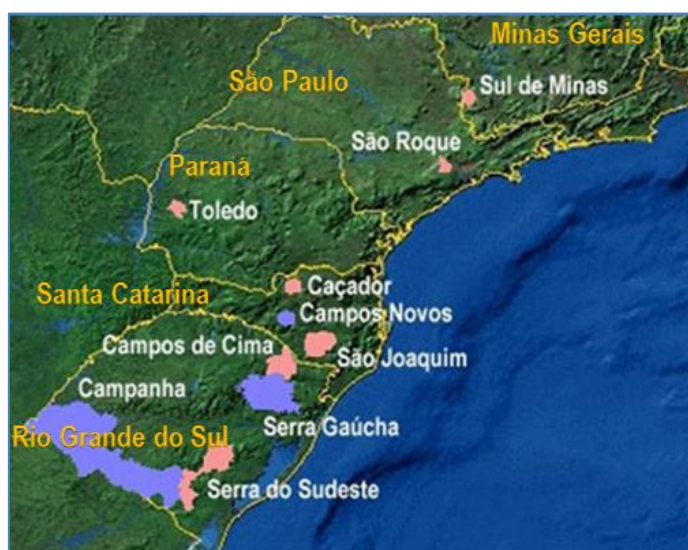 Minas Gerais
São Paulo
Sul de Minas
São Roque
Paraná
Toledo
Santa Catarina
Caçador
Campos Novos
Campos de Cima
São Joaquim
Campanha
Serra Gaúcha
Rio Grande do Sul
Serra do Sudeste